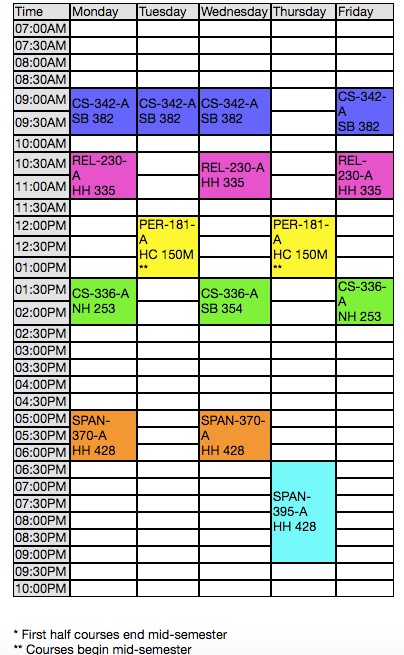 Time Monday Tuesday Wednesday Thursday Friday
07:00AM
07:30AM
08:00AM
08:30AM
09:00AM
CS-342-A
SB 382
CS-342-A
SB 382
CS-342-A
SB 382
CS-342-
A
SB 382
09:30AM
10:00AM
10:30AM
REL-230-
A
HH 335
REL-230-A
HH 335
REL-
230-A
HH 335
11:00AM
11:30AM
12:00PM
PER-181-
A
HC 150M
**
PER-181-
A
HC 150M
**
12:30PM
01:00PM
01:30PM
CS-336-A
NH 253
CS-336-A
SB 354
CS-336-
A
NH 253
02:00PM
02:30PM
03:00PM
03:30PM
04:00PM
04:30PM
05:00PM
SPAN-
370-A
HH 428
SPAN-370-
A
HH 428
05:30PM
06:00PM
06:30PM
SPAN-
395-A
HH 428
07:00PM
07:30PM
08:00PM
08:30PM
09:00PM
09:30PM
10:00PM
* First half courses end mid-semester
** Courses begin mid-semester